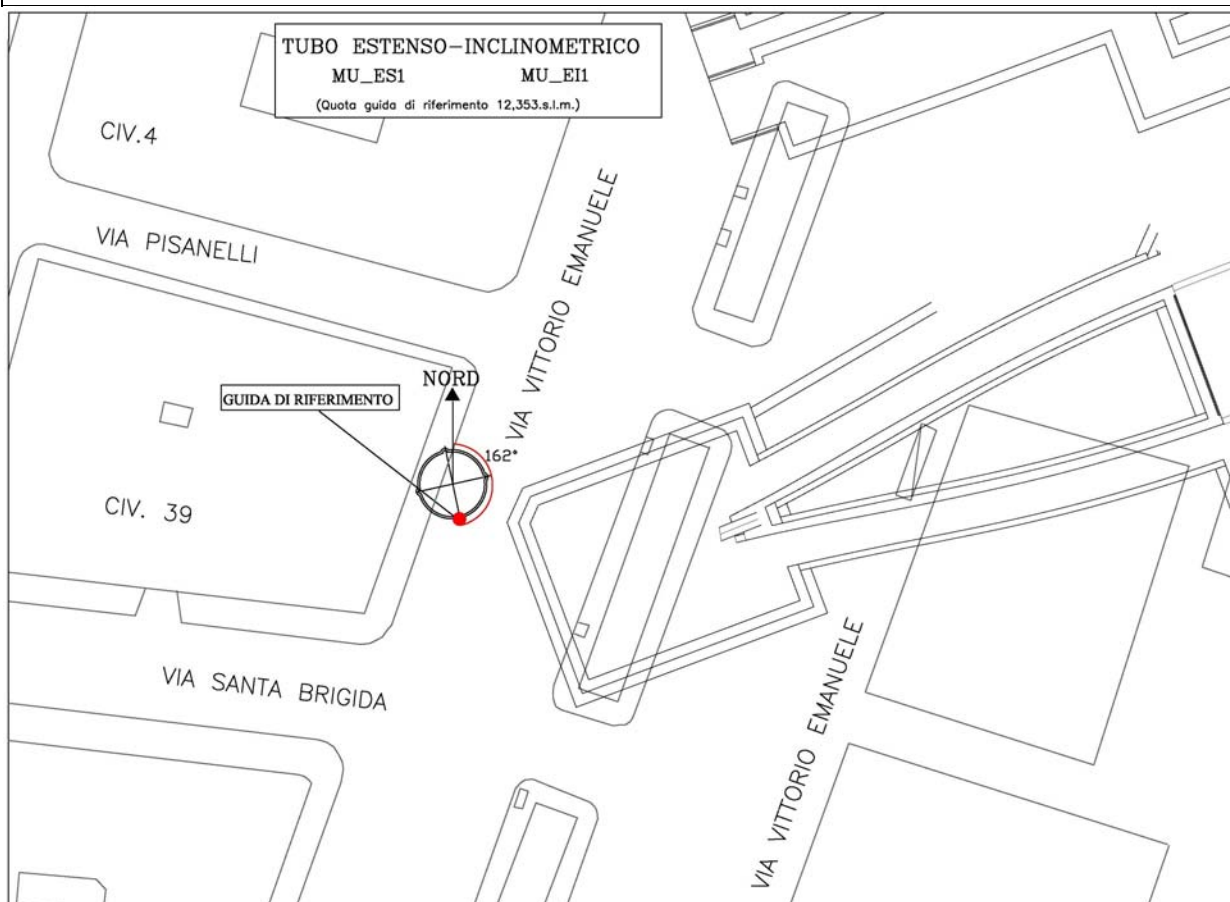 TUBO ESTENSO-INCLINOMETRICO
MU_ES1 MU_EI1
(Quota guida di riferimento 12,353.s.l.m.)
CIV.4
VIA PISANELLI
VIA VITTORIO EMANUELE
NORD
GUIDA DI RIFERIMENTO
162°
CIV. 39
VIA SANTA BRIGIDA
VIA VITTORIO EMANUELE